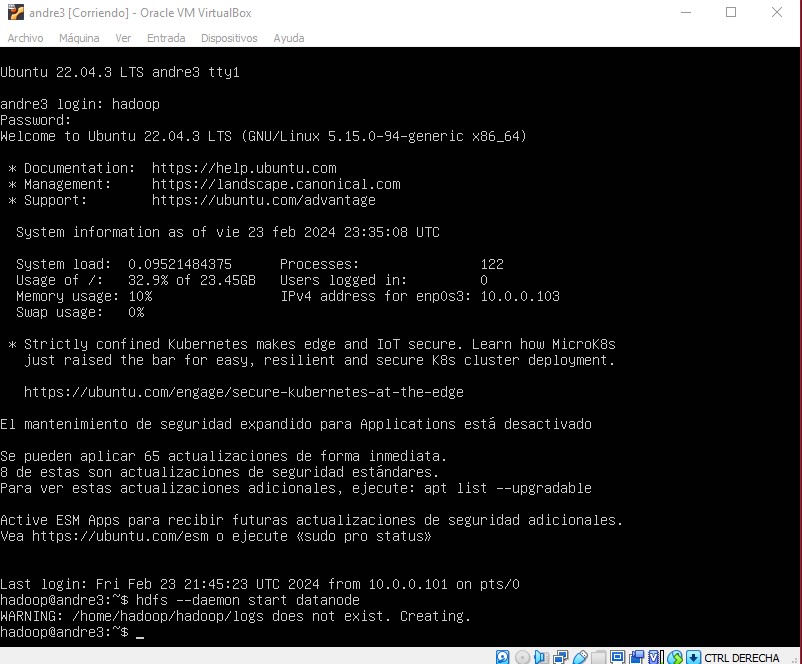 andre3 [Corriendo] - Oracle VM VirtualBox
Archivo Máquina Ver Entrada Dispositivos Ayuda
Ubuntu 22.04.3 LTS andre3 tty1
andre3 login: hadoop
Password:
Welcome to Ubuntu 22.04.3 LTS (GNU/Linux 5.15.0-94-generic x86_64)
* Documentation: https://help.ubuntu.com
* Management: https://landscape.canonical.com
* Support: https://ubuntu.com/advantage
System information as of vie 23 feb 2024 23:35:08 UTC
System load: 0.09521484375 Processes: 122
Usage of /: 32.9% of 23.45GB Users logged in: 0
Memory usage: 10% IPv4 address for enp0s3: 10.0.0.103
Swap usage: 0%
* Strictly confined Kubernetes makes edge and IoT secure. Learn how MicroK8s
just raised the bar for easy, resilient and secure K8s cluster deployment.
https://ubuntu.com/engage/secure-kubernetes-at-the-edge
El mantenimiento de seguridad expandido para Applications está desactivado
Se pueden aplicar 65 actualizaciones de forma inmediata.
8 de estas son actualizaciones de seguridad estándares.
Para ver estas actualizaciones adicionales, ejecute: apt list --upgradable
Active ESM Apps para recibir futuras actualizaciones de seguridad adicionales.
Vea https://ubuntu.com/esm o ejecute «sudo pro status»
Last login: Fri Feb 23 21:45:23 UTC 2024 from 10.0.0.101 on pts/0
hadoop@andre3:~$ hdfs --daemon start datanode
WARNING: /home/hadoop/hadoop/logs does not exist. Creating.
hadoop@andre3:~$ _
CTRL DERECHA